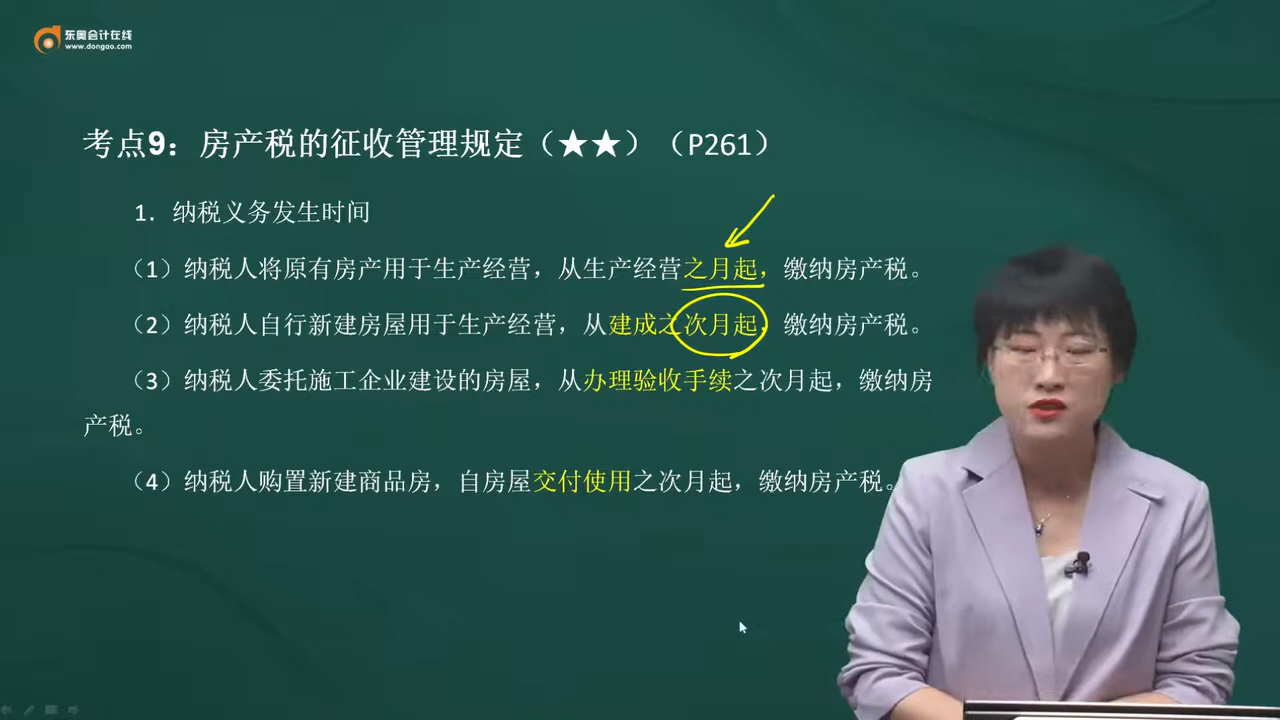 东奥会计在线
www.dongao.com
考点9：房产税的征收管理规定（★★）（P261）
1．纳税义务发生时间
（1）纳税人将原有房产用于生产经营，从生产经营之月起，缴纳房产税。
（2）纳税人自行新建房屋用于生产经营，从建成之次月起，缴纳房产税。
（3）纳税人委托施工企业建设的房屋，从办理验收手续之次月起，缴纳房
产税。
（4）纳税人购置新建商品房，自房屋交付使用之次月起，缴纳房产税。